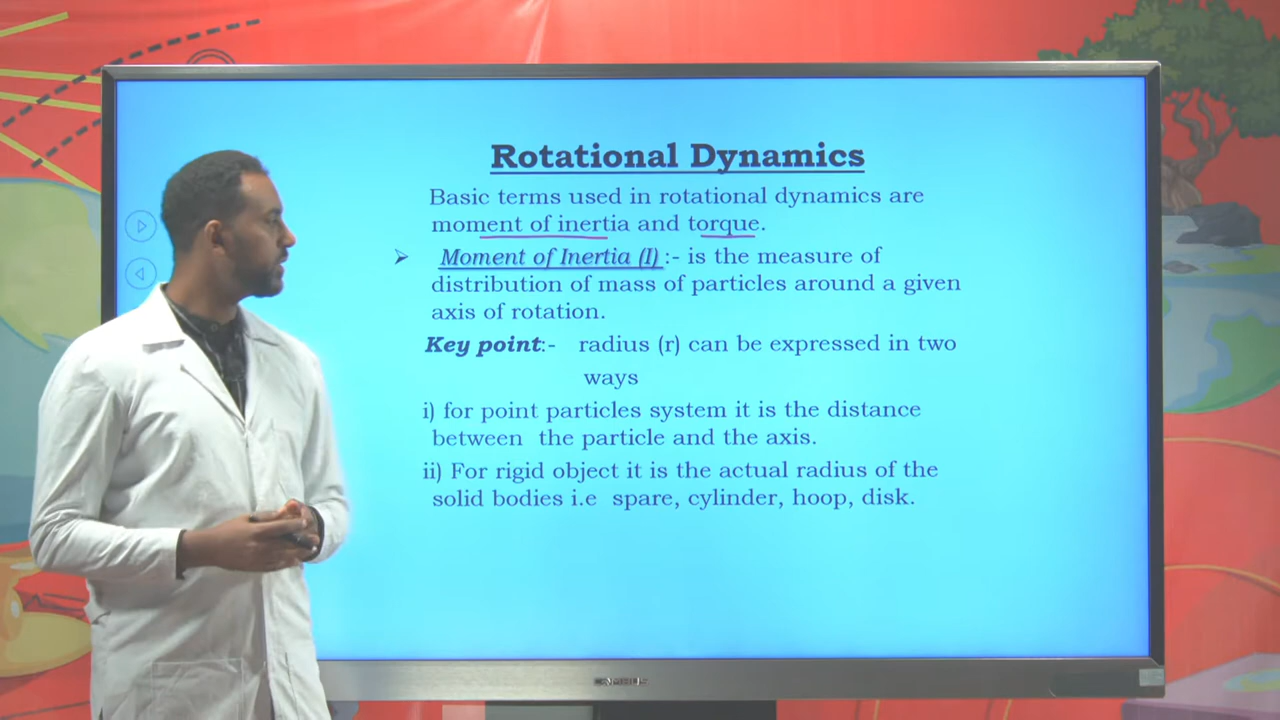 Rotational Dynamics
Basic terms used in rotational dynamics are
moment of inertia and torque.
➢ Moment of Inertia (I) :- is the measure of
distribution of mass of particles around a given
axis of rotation.
Key point:- radius (r) can be expressed in two
ways
i) for point particles system it is the distance
between the particle and the axis.
ii) For rigid object it is the actual radius of the
solid bodies i.e spare, cylinder, hoop, disk.